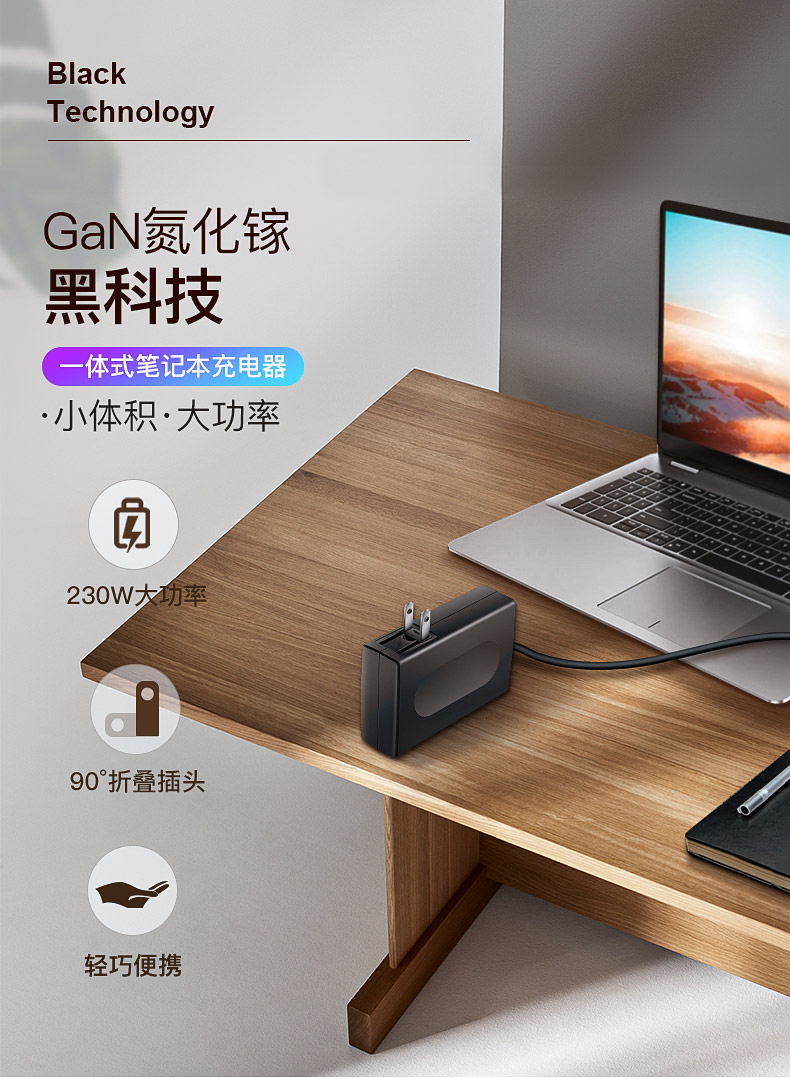 Black
Technology
GaN氮化镓
黑科技
一体式笔记本充电器
·小体积·大功率
230W大功率
90°折叠插头
轻巧便携